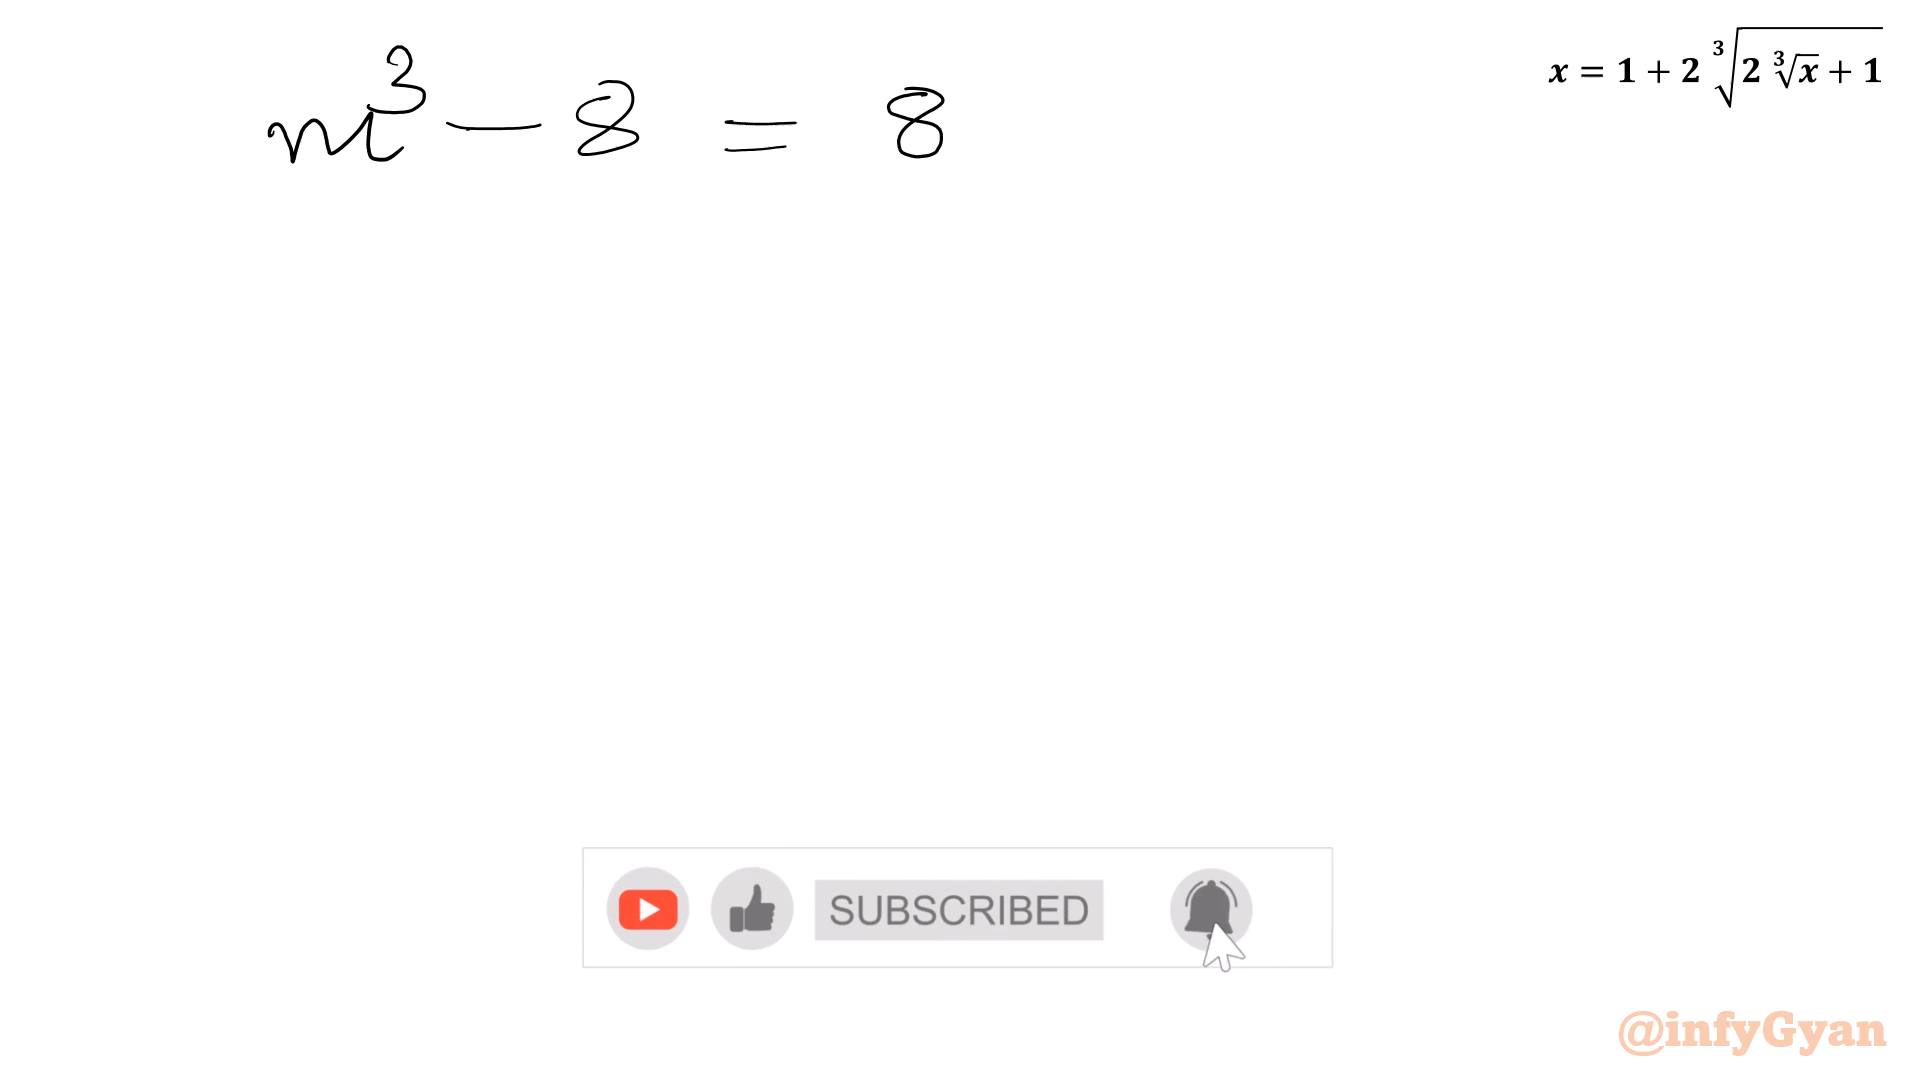 m³ - 8 = 8
x = 1 + 2 ∛(2 ∛x + 1)
SUBSCRIBED
@infyGyan